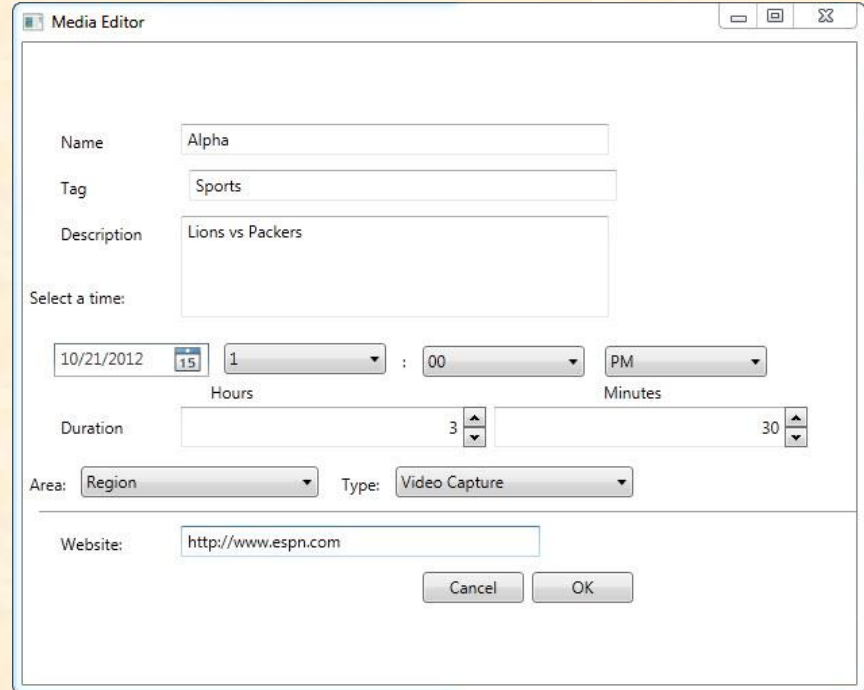 Media Editor
Name Alpha
Tag Sports
Description Lions vs Packers
Select a time:
10/21/2012 15 1 : 00 PM
Hours Minutes
Duration 3 30
Area: Region Type: Video Capture
Website: http://www.espn.com
Cancel OK